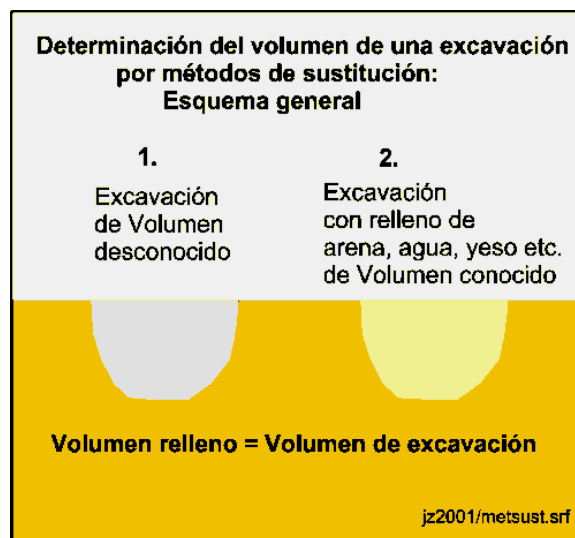 Determinación del volumen de una excavación
por métodos de sustitución:
Esquema general
1.
Excavación
de Volumen
desconocido
2.
Excavación
con relleno de
arena, agua, yeso etc.
de Volumen conocido
Volumen relleno = Volumen de excavación
jz2001/metsust.srf